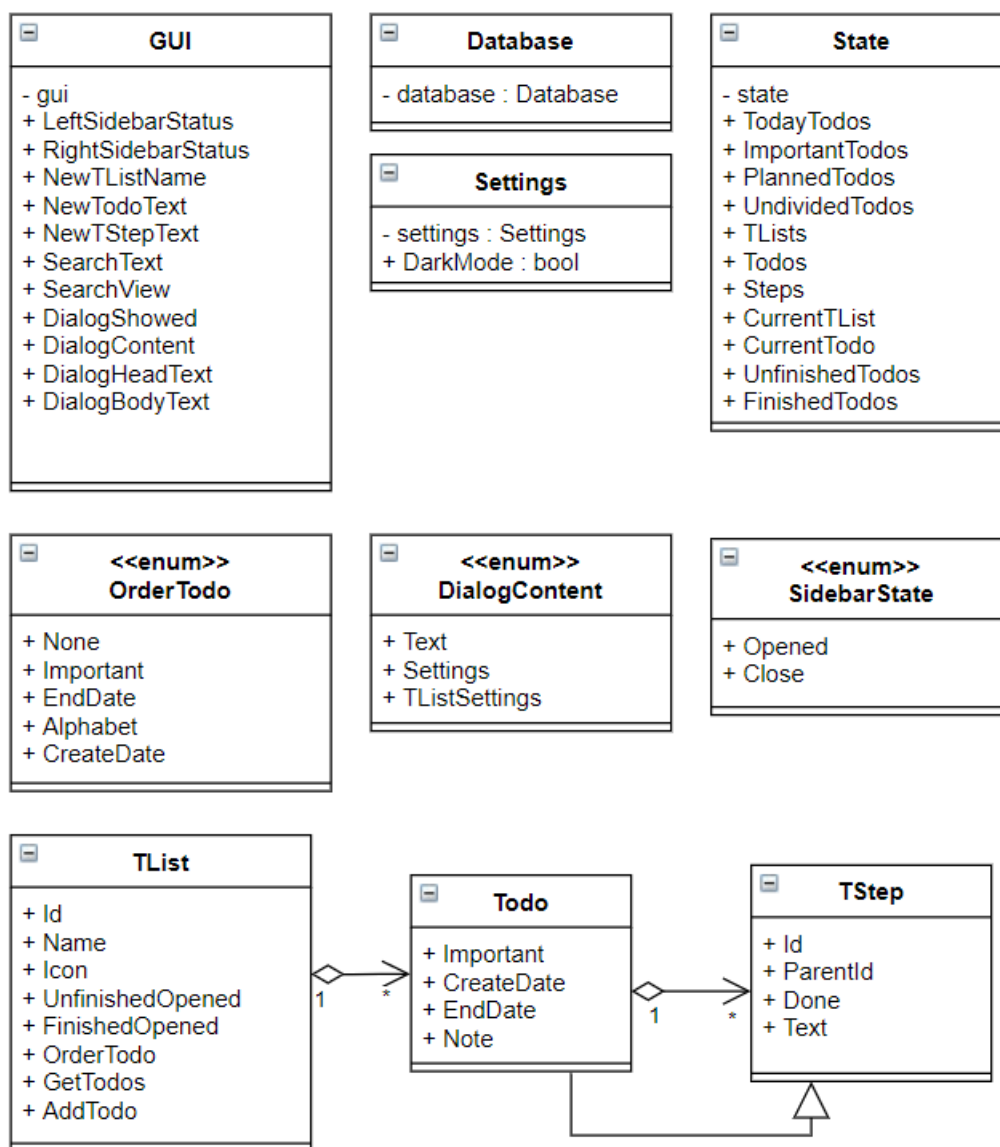 GUI
- gui
+ LeftSidebarStatus
+ RightSidebarStatus
+ NewTListName
+ NewTodoText
+ NewTStepText
+ SearchText
+ SearchView
+ DialogShowed
+ DialogContent
+ DialogHeadText
+ DialogBodyText
Database
- database : Database
Settings
- settings : Settings
+ DarkMode : bool
State
- state
+ TodayTodos
+ ImportantTodos
+ PlannedTodos
+ UndividedTodos
+ TLists
+ Todos
+ Steps
+ CurrentTList
+ CurrentTodo
+ UnfinishedTodos
+ FinishedTodos
<<enum>>
OrderTodo
+ None
+ Important
+ EndDate
+ Alphabet
+ CreateDate
<<enum>>
DialogContent
+ Text
+ Settings
+ TListSettings
<<enum>>
SidebarState
+ Opened
+ Close
TList
+ Id
+ Name
+ Icon
+ UnfinishedOpened
+ FinishedOpened
+ OrderTodo
+ GetTodos
+ AddTodo
1
*
Todo
+ Important
+ CreateDate
+ EndDate
+ Note
1
*
TStep
+ Id
+ ParentId
+ Done
+ Text